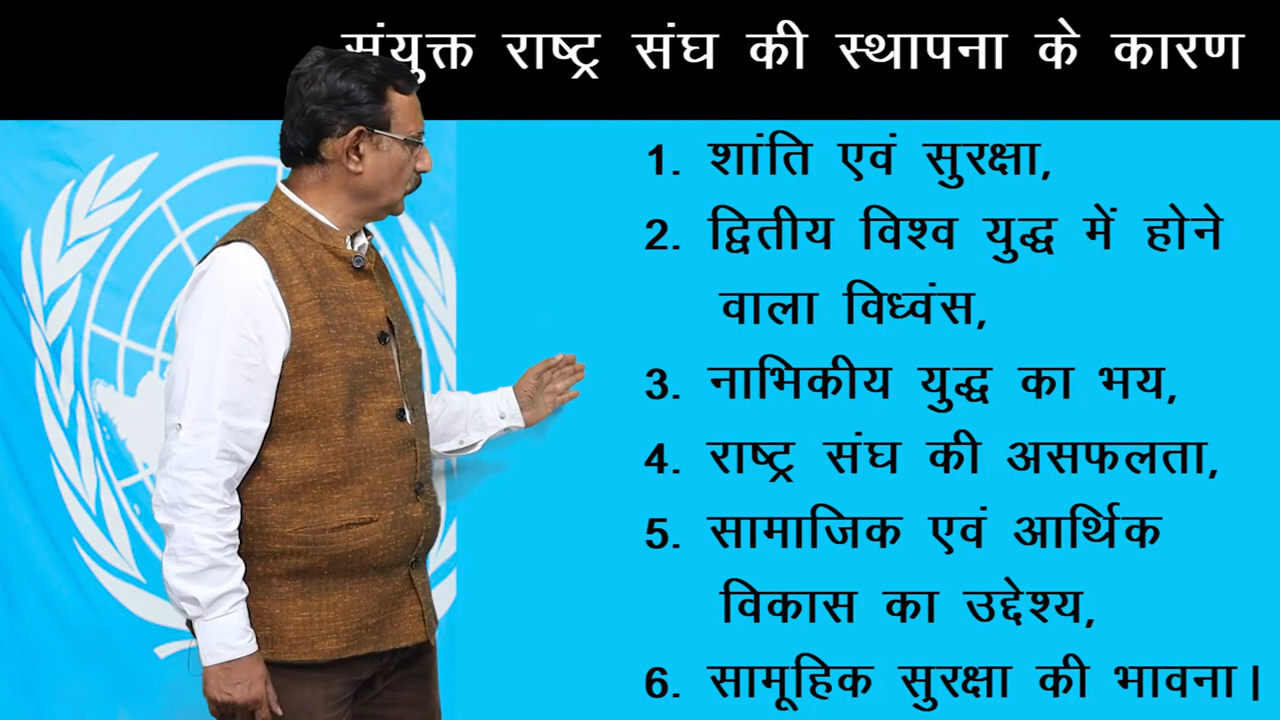 संयुक्त राष्ट्र संघ की स्थापना के कारण
1. शांति एवं सुरक्षा,
2. द्वितीय विश्व युद्ध में होने
वाला विध्वंस,
3. नाभिकीय युद्ध का भय,
4. राष्ट्र संघ की असफलता,
5. सामाजिक एवं आर्थिक
विकास का उद्देश्य,
6. सामूहिक सुरक्षा की भावना।